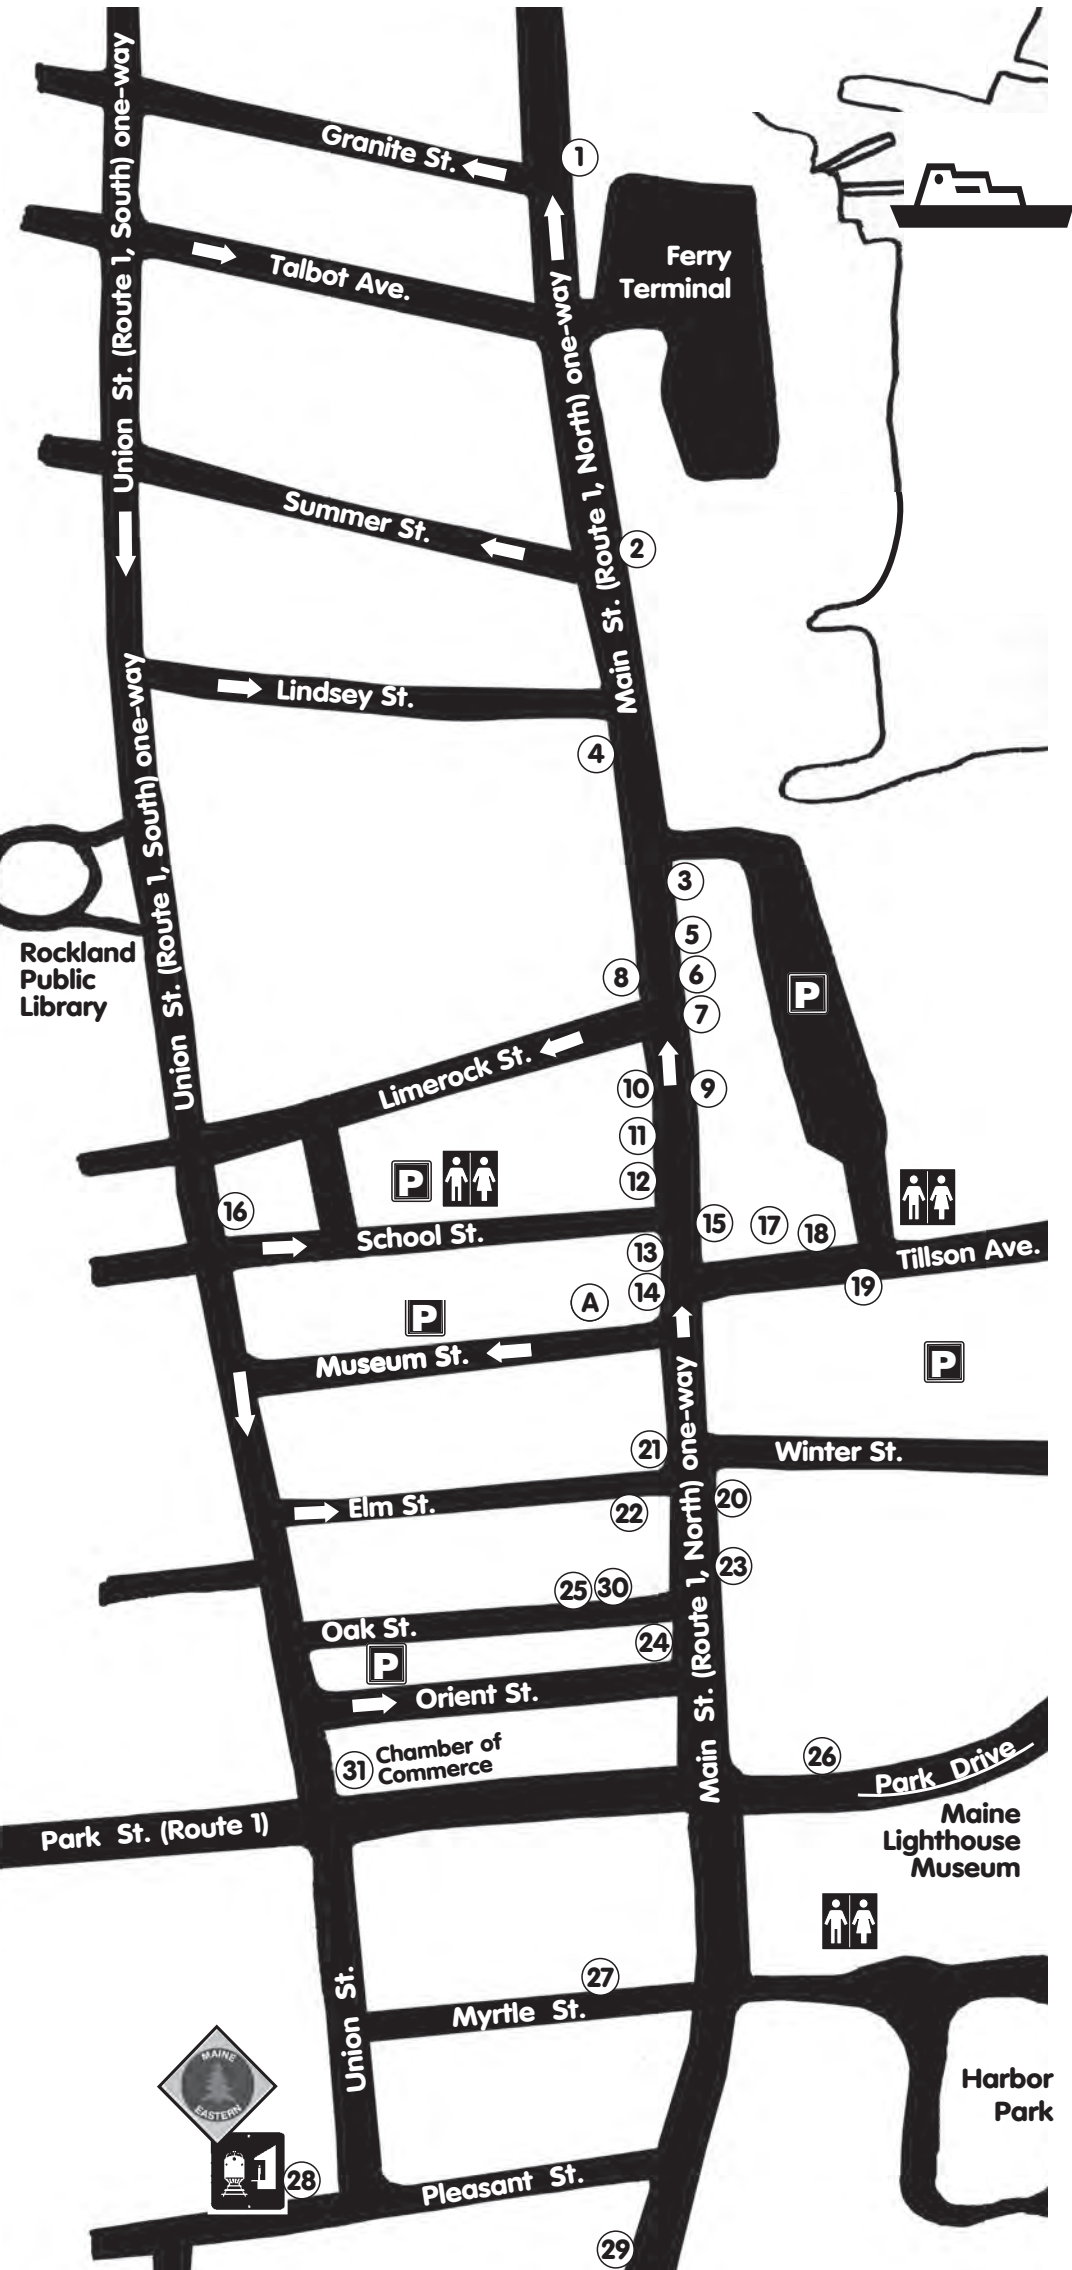 Granite St.
1
Union St. (Route 1, South) one-way
Talbot Ave.
Ferry
Terminal
Main St. (Route 1, North) one-way
Summer St.
2
Lindsey St.
4
Union St. (Route 1, South) one-way
3
5
Rockland
Public
Library
8
6
P
7
Limerock St.
10
9
11
P
12
16
15
17
18
School St.
13
Tillson Ave.
A
14
19
P
Museum St.
P
21
Winter St.
Elm St.
22
20
Main St. (Route 1, North) one-way
23
25
30
Oak St.
24
P
Orient St.
31
Chamber of
Commerce
26
Park Drive
Park St. (Route 1)
Maine
Lighthouse
Museum
27
Myrtle St.
Union St.
MAINE
EASTERN
Harbor
Park
28
Pleasant St.
29